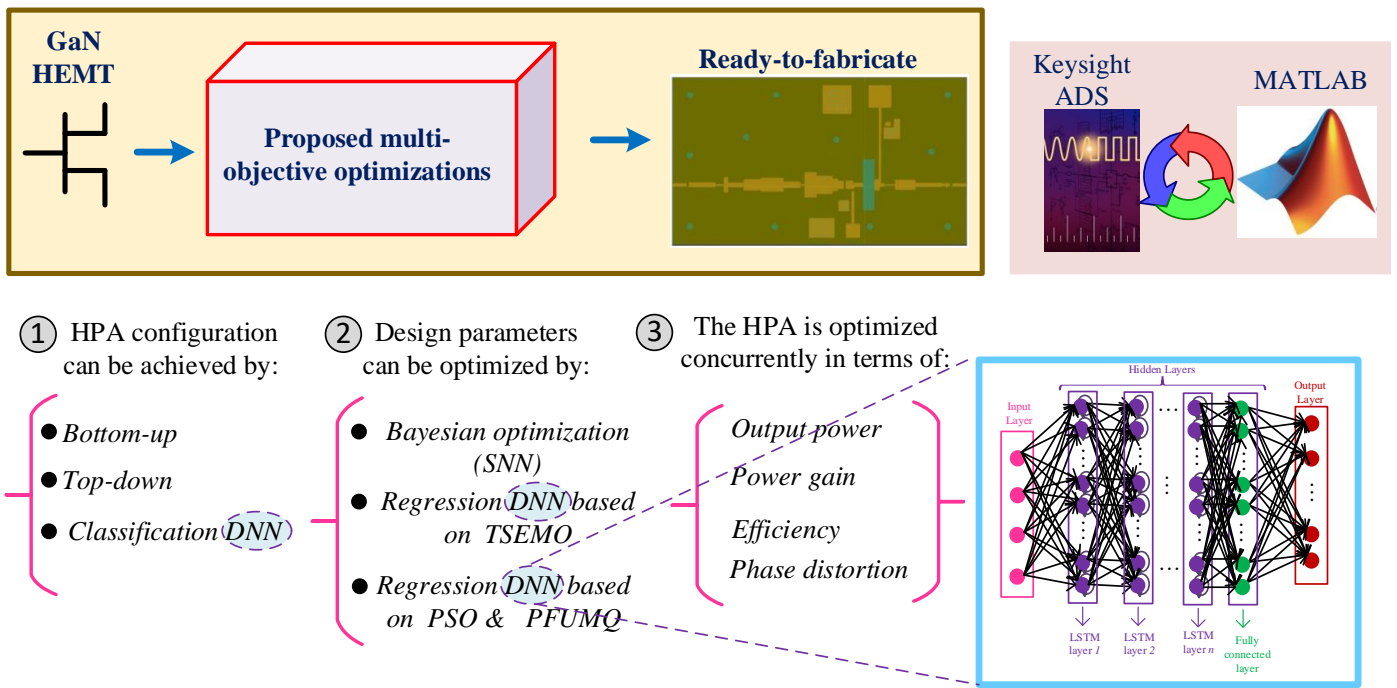 GaN
HEMT
Proposed multi-
objective optimizations
Ready-to-fabricate
Keysight
ADS
MATLAB
1 HPA configuration
can be achieved by:
Bottom-up
Top-down
Classification DNN
2 Design parameters
can be optimized by:
Bayesian optimization
(SNN)
Regression DNN based
on TSEMO
Regression DNN based
on PSO & PFUMQ
3 The HPA is optimized
concurrently in terms of:
Output power
Power gain
Efficiency
Phase distortion
Hidden Layers
Input
Layer
Output
Layer
LSTM
layer 1
LSTM
layer 2
LSTM
layer n
Fully
connected
layer